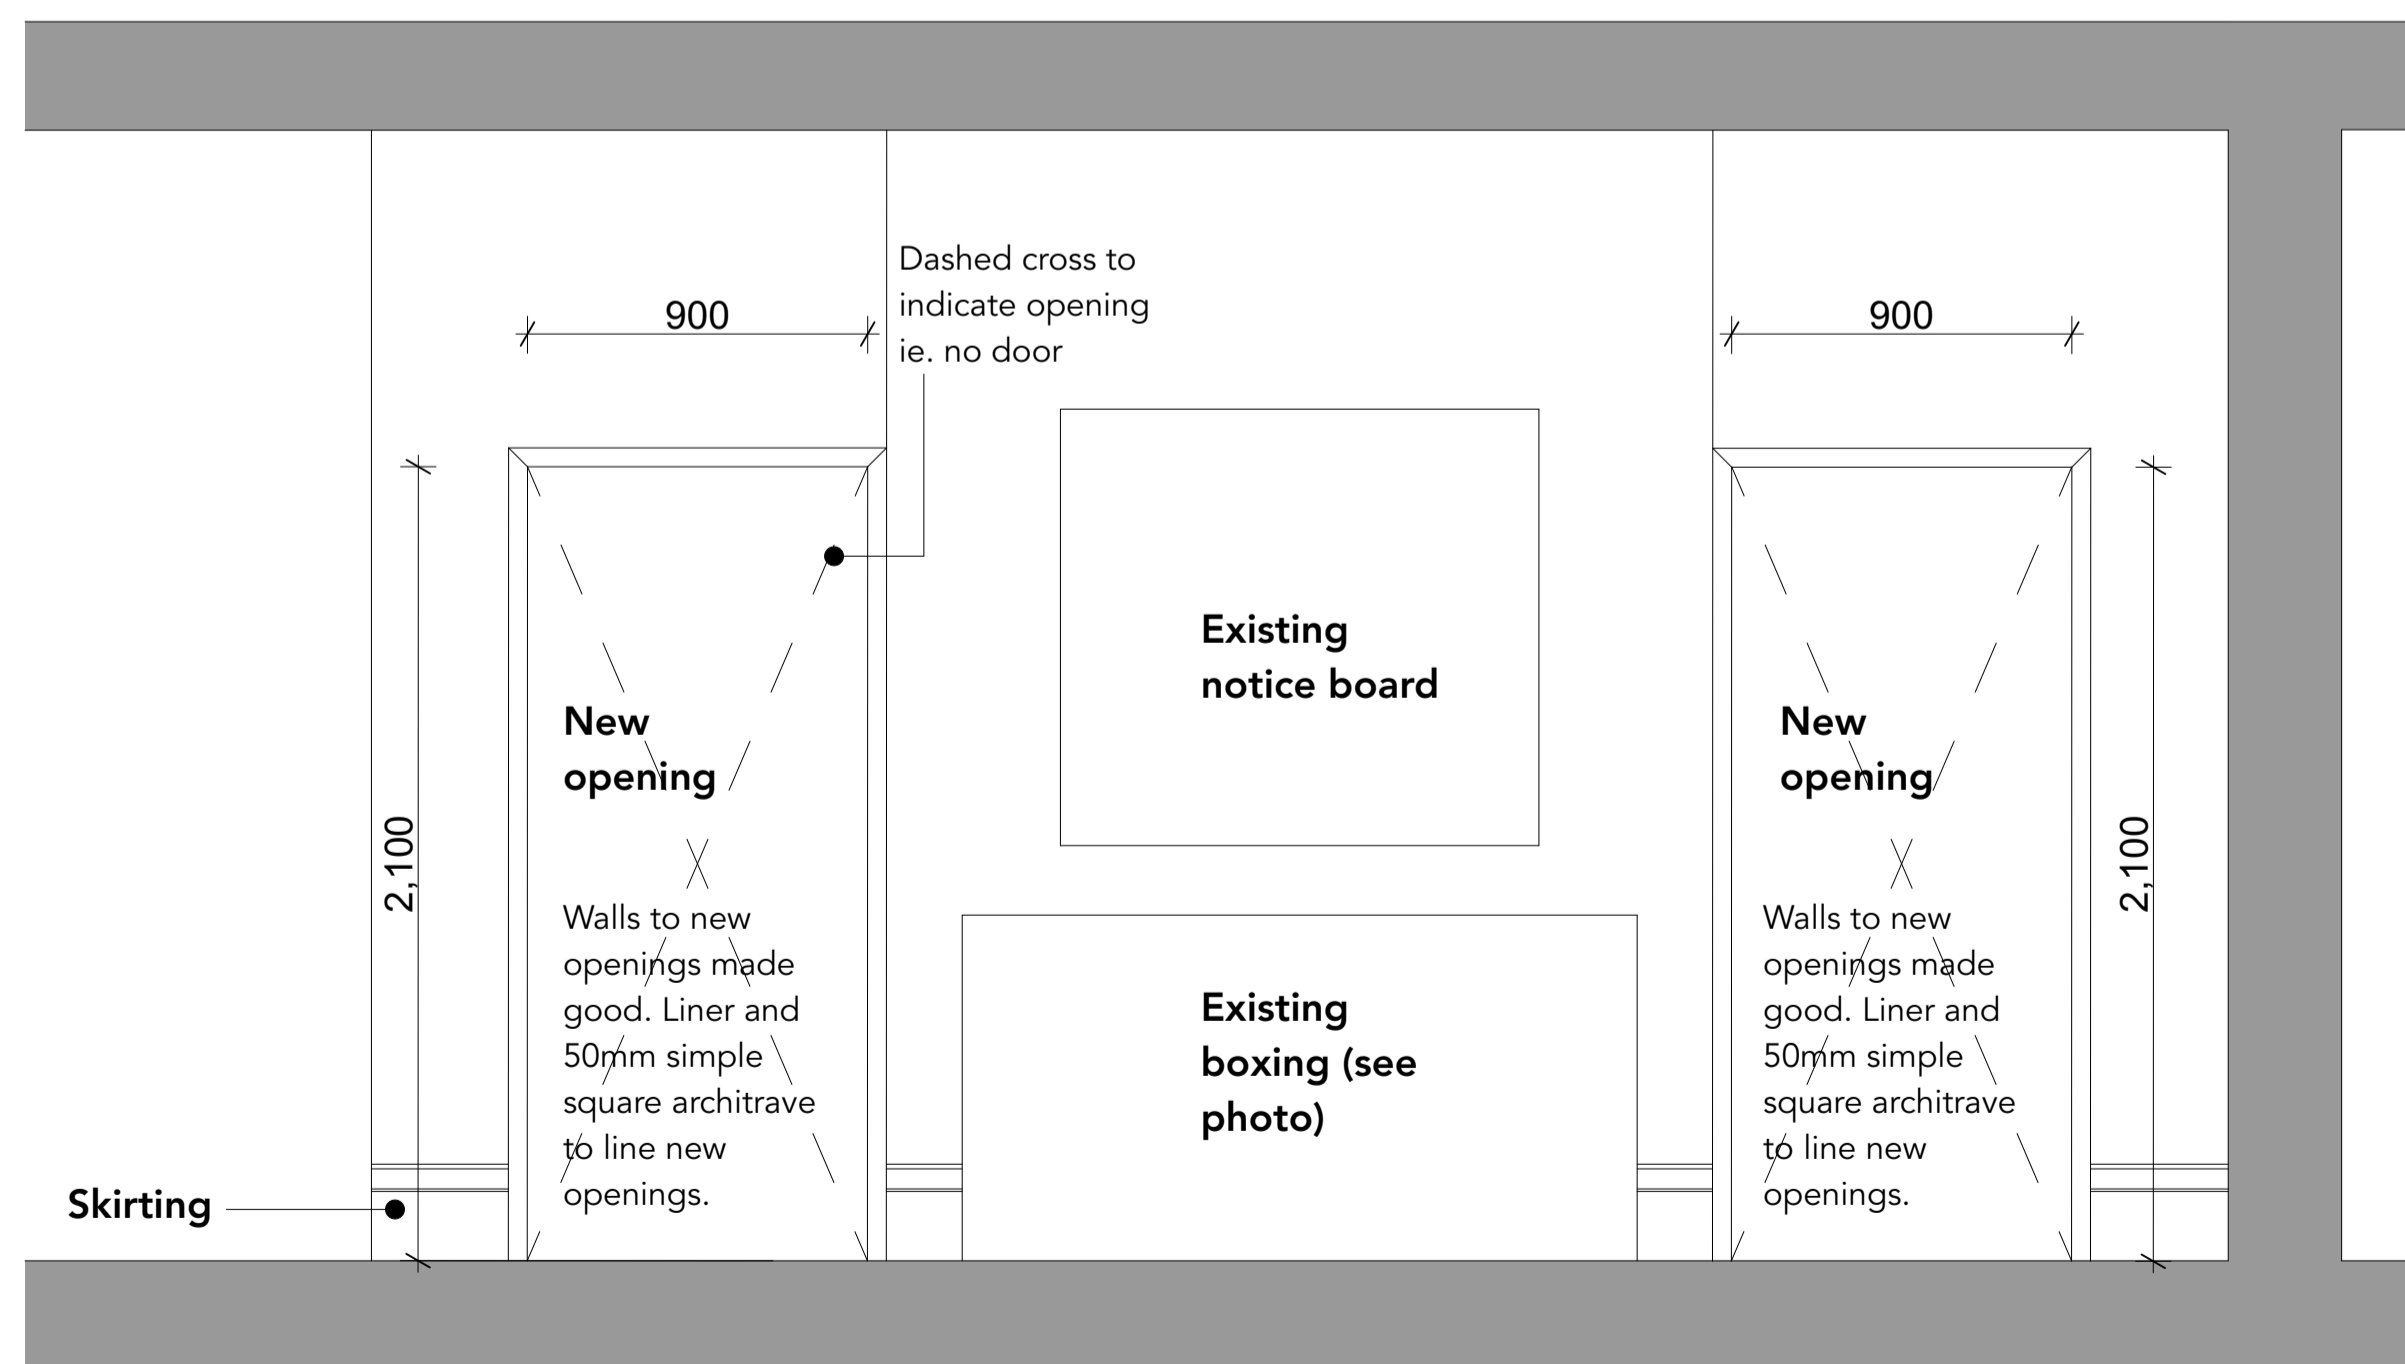 Dashed cross to
indicate opening
ie. no door
900
900
Existing
notice board
New
opening
New
opening
2,100
2,100
Walls to new
openings made
good. Liner and
50mm simple
square architrave
to line new
openings.
Existing
boxing (see
photo)
Walls to new
openings made
good. Liner and
50mm simple
square architrave
to line new
openings.
Skirting